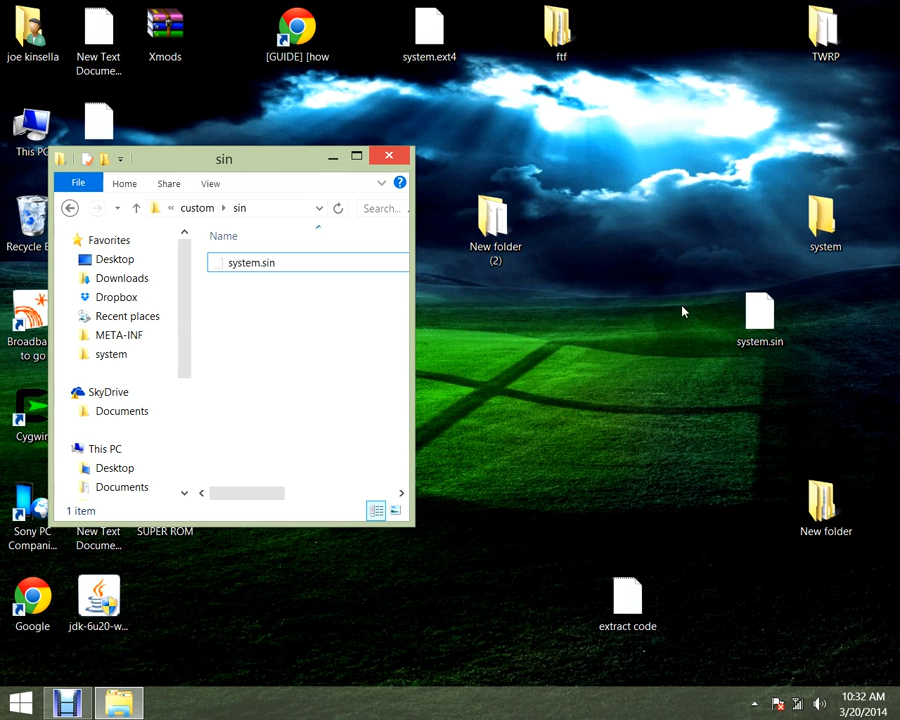 joe kinsella
New Text
Docume...
Xmods
[GUIDE] [how
system.ext4
ftf
TWRP
This PC
Recycle B
Broadba
to go
Cygwin
Sony PC
Compani...
New Text
Docume...
SUPER ROM
Google
jdk-6u20-w...
New folder
(2)
system
system.sin
New folder
extract code
sin
File
Home
Share
View
«
custom
sin
Search...
Favorites
Desktop
Downloads
Dropbox
Recent places
META-INF
system
SkyDrive
Documents
This PC
Desktop
Documents
Name
system.sin
1 item
10:32 AM
3/20/2014